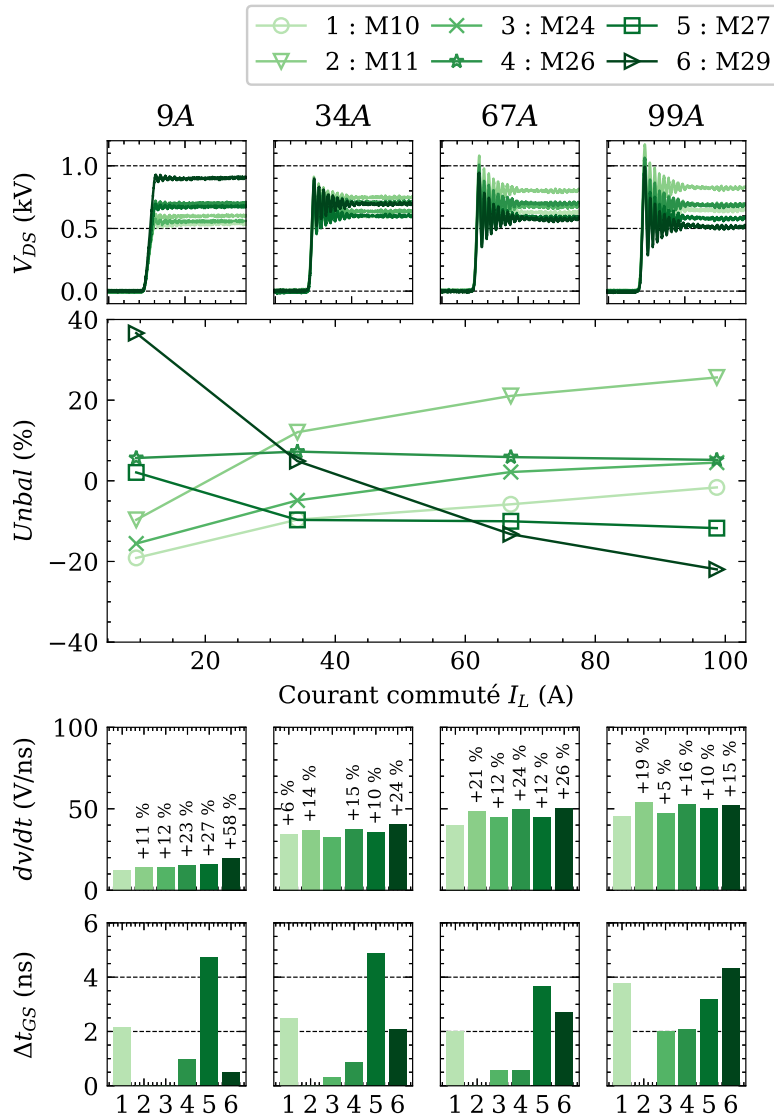 1 : M10 3 : M24 5 : M27
2 : M11 4 : M26 6 : M29
9A 34A 67A 99A
V_DS (kV)
1.0
0.5
0.0
Unbal (%)
40
20
0
−20
−40
20 40 60 80 100
Courant commuté I_L (A)
dv/dt (V/ns)
100
50
0
+11 % +12 % +23 % +27 % +58 %
+6 % +14 % +15 % +10 % +24 %
+21 % +12 % +24 % +12 % +26 %
+19 % +5 % +16 % +10 % +15 %
Δt_GS (ns)
6
4
2
0
1 2 3 4 5 6 1 2 3 4 5 6 1 2 3 4 5 6 1 2 3 4 5 6